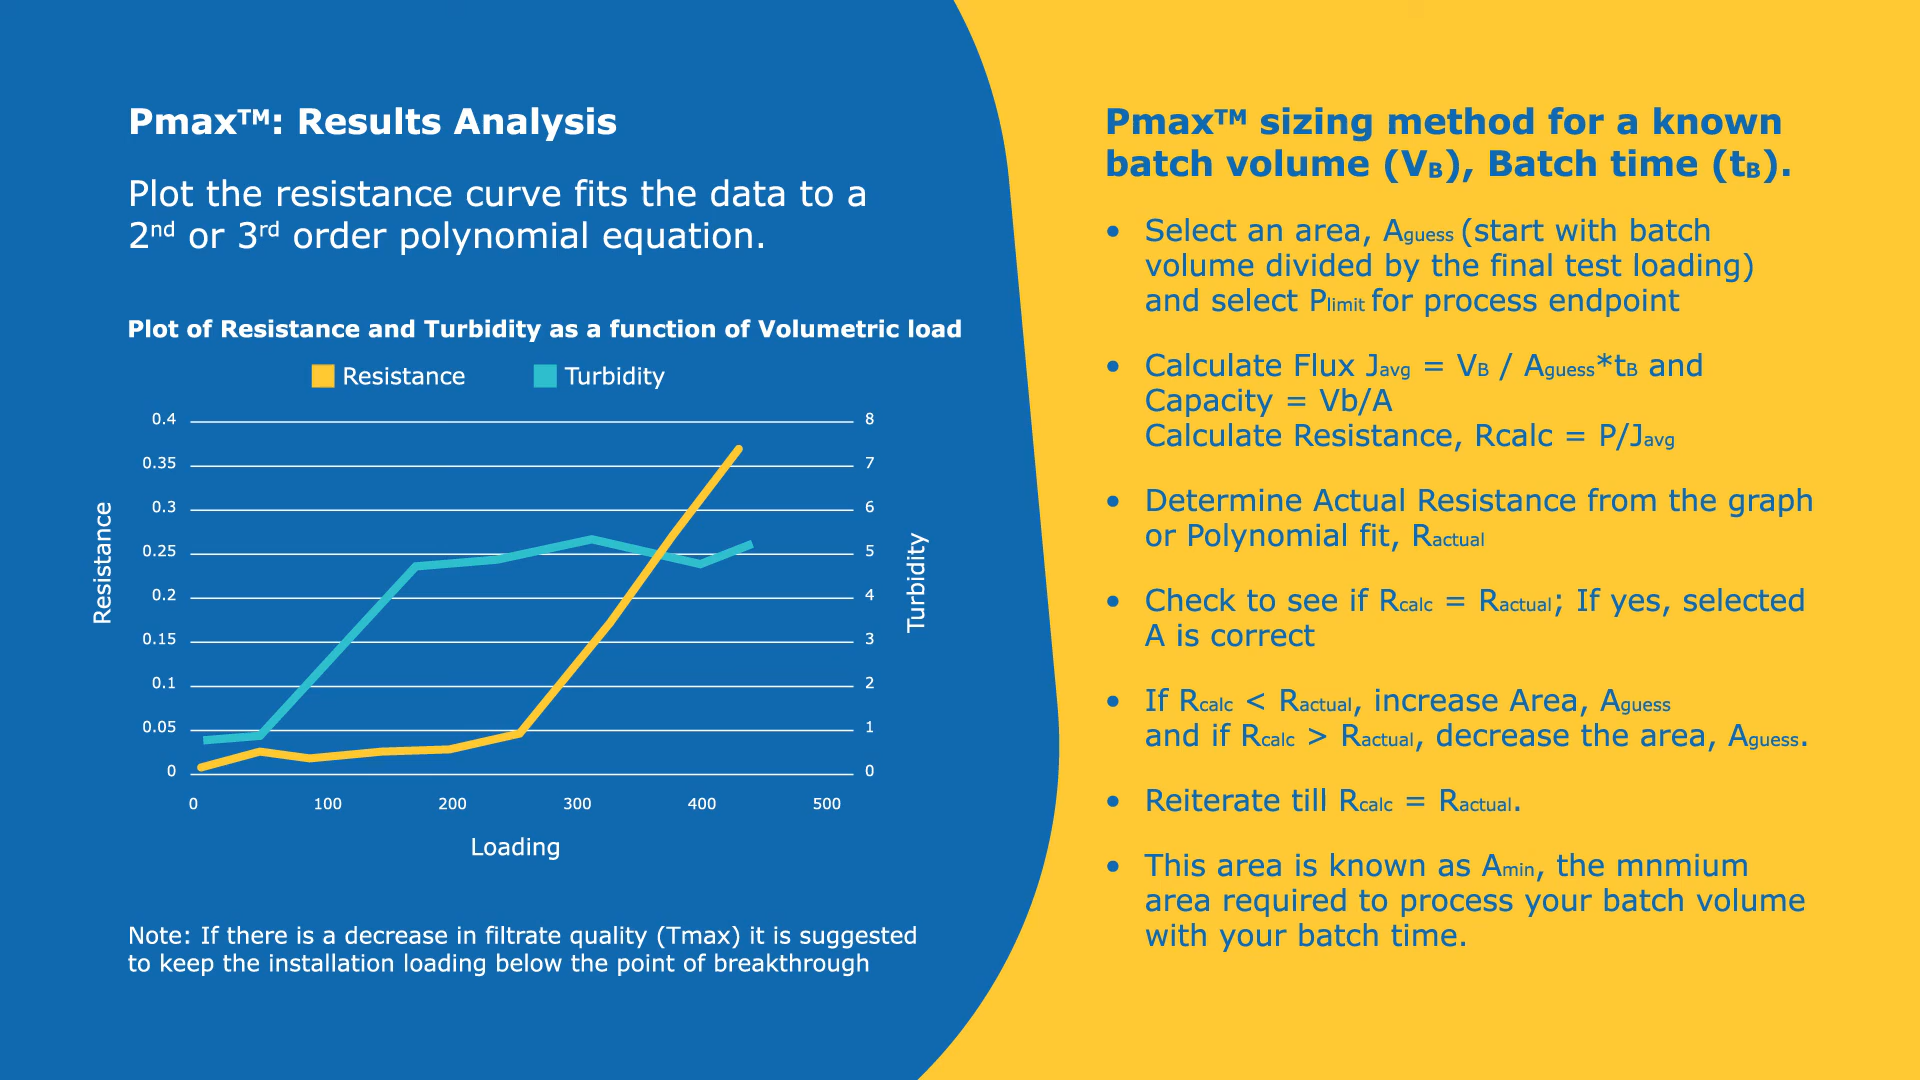 Pmax™: Results Analysis
Plot the resistance curve fits the data to a
2nd or 3rd order polynomial equation.
Plot of Resistance and Turbidity as a function of Volumetric load
Resistance
Turbidity
0.4
0.35
0.3
0.25
0.2
0.15
0.1
0.05
0
8
7
6
5
4
3
2
1
0
Resistance
Turbidity
0
100
200
300
400
500
Loading
Note: If there is a decrease in filtrate quality (Tmax) it is suggested
to keep the installation loading below the point of breakthrough
Pmax™ sizing method for a known
batch volume (VB), Batch time (tB).
• Select an area, Aguess (start with batch
volume divided by the final test loading)
and select Plimit for process endpoint
• Calculate Flux Javg = VB / Aguess*tB and
Capacity = Vb/A
Calculate Resistance, Rcalc = P/Javg
• Determine Actual Resistance from the graph
or Polynomial fit, Ractual
• Check to see if Rcalc = Ractual; If yes, selected
A is correct
• If Rcalc < Ractual, increase Area, Aguess
and if Rcalc > Ractual, decrease the area, Aguess.
• Reiterate till Rcalc = Ractual.
• This area is known as Amin, the mnmium
area required to process your batch volume
with your batch time.